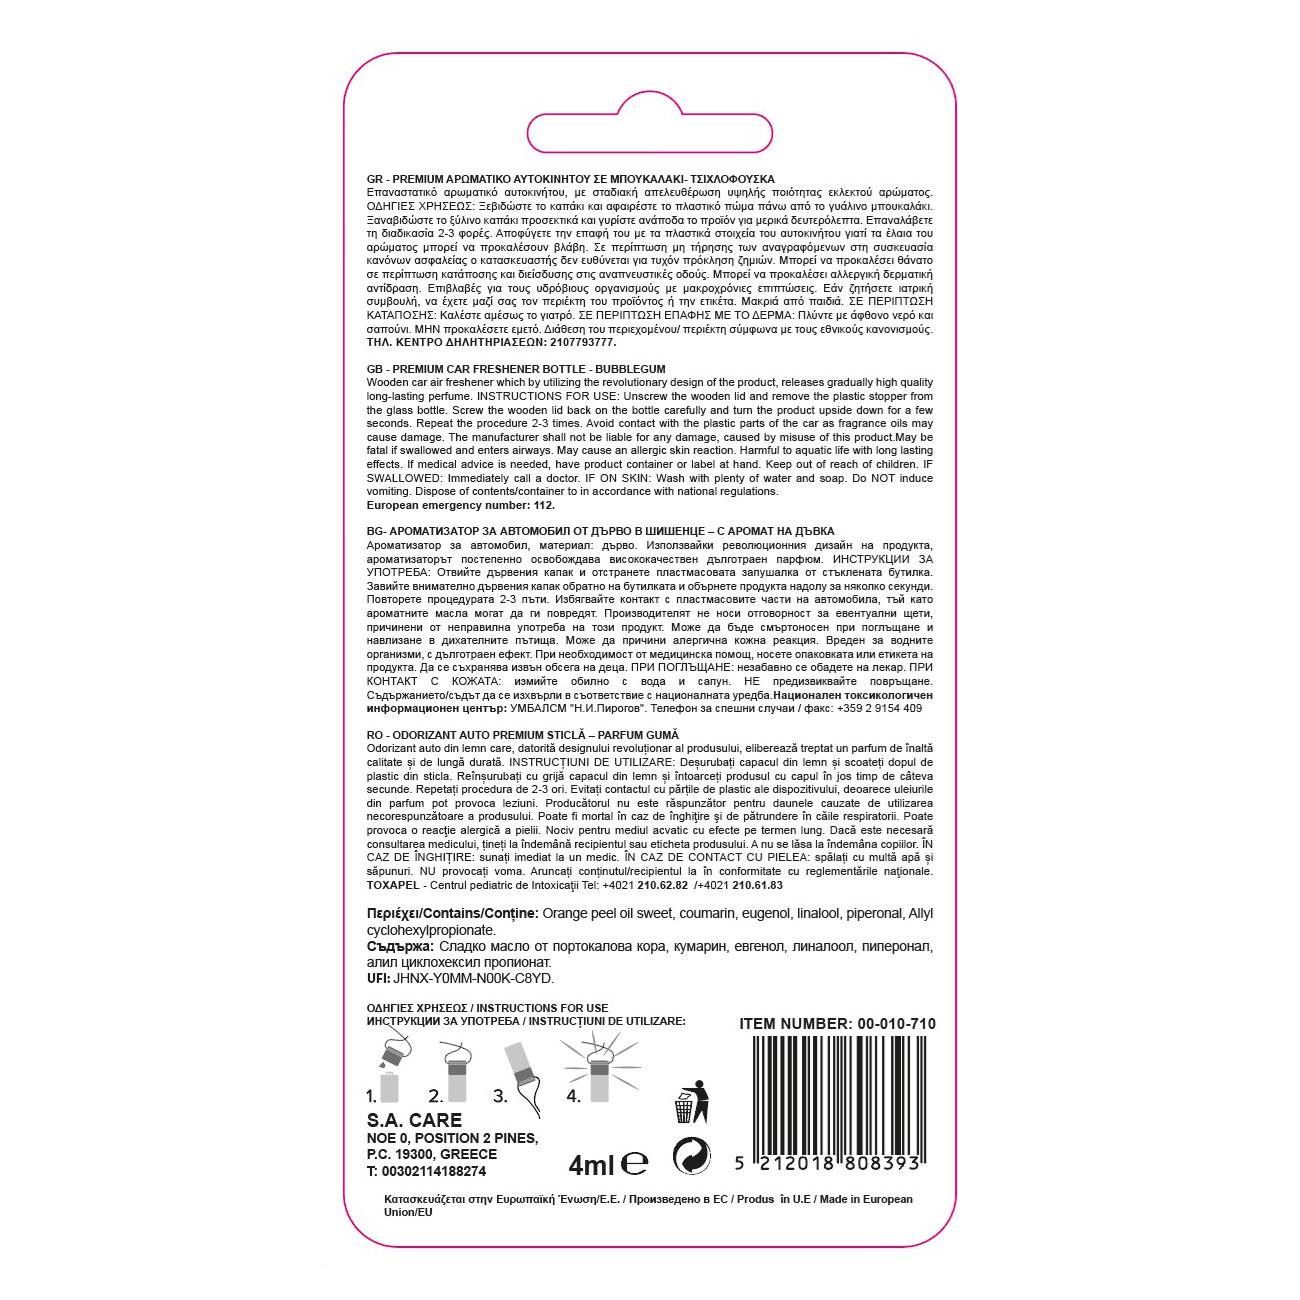 GR - PREMIUM ΑΡΩΜΑΤΙΚΟ ΑΥΤΟΚΙΝΗΤΟΥ ΣΕ ΜΠΟΥΚΑΛΑΚΙ- ΤΣΙΧΛΟΦΟΥΣΚΑ
Επαναστατικό αρωματικό αυτοκινήτου, με σταδιακή απελευθέρωση υψηλής ποιότητας εκλεκτού αρώματος.
ΟΔΗΓΙΕΣ ΧΡΗΣΕΩΣ: Ξεβιδώστε το καπάκι και αφαιρέστε το πλαστικό πώμα πάνω από το γυάλινο μπουκαλάκι.
Ξαναβιδώστε το ξύλινο καπάκι προσεκτικά και γυρίστε ανάποδα το προϊόν για μερικά δευτερόλεπτα. Επαναλάβετε
τη διαδικασία 2-3 φορές. Αποφύγετε την επαφή του με τα πλαστικά στοιχεία του αυτοκινήτου γιατί τα έλαια του
αρώματος μπορεί να προκαλέσουν βλάβη. Σε περίπτωση μη τήρησης των αναγραφόμενων στη συσκευασία
κανόνων ασφαλείας ο κατασκευαστής δεν ευθύνεται για τυχόν πρόκληση ζημιών. Μπορεί να προκαλέσει θάνατο
σε περίπτωση κατάποσης και διείσδυσης στις αναπνευστικές οδούς. Μπορεί να προκαλέσει αλλεργική δερματική
αντίδραση. Επιβλαβές για τους υδρόβιους οργανισμούς με μακροχρόνιες επιπτώσεις. Εάν ζητήσετε ιατρική
συμβουλή, να έχετε μαζί σας τον περιέκτη του προϊόντος ή την ετικέτα. Μακριά από παιδιά. ΣΕ ΠΕΡΙΠΤΩΣΗ
ΚΑΤΑΠΟΣΗΣ: Καλέστε αμέσως το γιατρό. ΣΕ ΠΕΡΙΠΤΩΣΗ ΕΠΑΦΗΣ ΜΕ ΤΟ ΔΕΡΜΑ: Πλύντε με άφθονο νερό και
σαπούνι. ΜΗΝ προκαλέσετε εμετό. Διάθεση του περιεχομένου/ περιέκτη σύμφωνα με τους εθνικούς κανονισμούς.
ΤΗΛ. ΚΕΝΤΡΟ ΔΗΛΗΤΗΡΙΑΣΕΩΝ: 2107793777.
GB - PREMIUM CAR FRESHENER BOTTLE - BUBBLEGUM
Wooden car air freshener which by utilizing the revolutionary design of the product, releases gradually high quality
long-lasting perfume. INSTRUCTIONS FOR USE: Unscrew the wooden lid and remove the plastic stopper from
the glass bottle. Screw the wooden lid back on the bottle carefully and turn the product upside down for a few
seconds. Repeat the procedure 2-3 times. Avoid contact with the plastic parts of the car as fragrance oils may
cause damage. The manufacturer shall not be liable for any damage, caused by misuse of this product.May be
fatal if swallowed and enters airways. May cause an allergic skin reaction. Harmful to aquatic life with long lasting
effects. If medical advice is needed, have product container or label at hand. Keep out of reach of children. IF
SWALLOWED: Immediately call a doctor. IF ON SKIN: Wash with plenty of water and soap. Do NOT induce
vomiting. Dispose of contents/container to in accordance with national regulations.
European emergency number: 112.
BG- АРОМАТИЗАТОР ЗА АВТОМОБИЛ ОТ ДЪРВО В ШИШЕНЦЕ – С АРОМАТ НА ДЪВКА
Ароматизатор за автомобил, материал: дърво. Използвайки революционния дизайн на продукта,
ароматизаторът постепенно освобождава висококачествен дълготраен парфюм. ИНСТРУКЦИИ ЗА
УПОТРЕБА: Отвийте дървения капак и отстранете пластмасовата запушалка от стъклената бутилка.
Завийте внимателно дървения капак обратно на бутилката и обърнете продукта надолу за няколко секунди.
Повторете процедурата 2-3 пъти. Избягвайте контакт с пластмасовите части на автомобила, тъй като
ароматните масла могат да ги повредят. Производителят не носи отговорност за евентуални щети,
причинени от неправилна употреба на този продукт. Може да бъде смъртоносен при поглъщане и
навлизане в дихателните пътища. Може да причини алергична кожна реакция. Вреден за водните
организми, с дълготраен ефект. При необходимост от медицинска помощ, носете опаковката или етикета на
продукта. Да се съхранява извън обсега на деца. ПРИ ПОГЛЪЩАНЕ: незабавно се обадете на лекар. ПРИ
КОНТАКТ С КОЖАТА: измийте обилно с вода и сапун. НЕ предизвиквайте повръщане.
Съдържанието/съдът да се изхвърли в съответствие с националната уредба.Национален токсикологичен
информационен център: УМБАЛСМ "Н.И.Пирогов". Телефон за спешни случаи / факс: +359 2 9154 409
RO - ODORIZANT AUTO PREMIUM STICLĂ – PARFUM GUMĂ
Odorizant auto din lemn care, datorită designului revoluționar al produsului, eliberează treptat un parfum de înaltă
calitate și de lungă durată. INSTRUCȚIUNI DE UTILIZARE: Deșurubați capacul din lemn și scoateți dopul de
plastic din sticla. Reînșurubați cu grijă capacul din lemn și întoarceți produsul cu capul în jos timp de câteva
secunde. Repetați procedura de 2-3 ori. Evitați contactul cu părțile de plastic ale dispozitivului, deoarece uleiurile
din parfum pot provoca leziuni. Producătorul nu este răspunzător pentru daunele cauzate de utilizarea
necorespunzătoare a produsului. Poate fi mortal în caz de înghiţire şi de pătrundere în căile respiratorii. Poate
provoca o reacţie alergică a pielii. Nociv pentru mediul acvatic cu efecte pe termen lung. Dacă este necesară
consultarea medicului, țineți la îndemână recipientul sau eticheta produsului. A nu se lăsa la îndemâna copiilor. ÎN
CAZ DE ÎNGHIȚIRE: sunați imediat la un medic. ÎN CAZ DE CONTACT CU PIELEA: spălați cu multă apă și
săpunuri. NU provocați voma. Aruncați conținutul/recipientul la în conformitate cu reglementările naţionale.
TOXAPEL - Centrul pediatric de Intoxicaţii Tel: +4021 210.62.82 /+4021 210.61.83
Περιέχει/Contains/Conține: Orange peel oil sweet, coumarin, eugenol, linalool, piperonal, Allyl
cyclohexylpropionate.
Съдържа: Сладко масло от портокалова кора, кумарин, евгенол, линалоол, пиперонал,
алил циклохексил пропионат.
UFI: JHNX-Y0MM-N00K-C8YD.
ΟΔΗΓΙΕΣ ΧΡΗΣΕΩΣ / INSTRUCTIONS FOR USE
ИНСТРУКЦИИ ЗА УПОТРЕБА / INSTRUCȚIUNI DE UTILIZARE:
ITEM NUMBER: 00-010-710
1. 2. 3. 4.
S.A. CARE
NOE 0, POSITION 2 PINES,
P.C. 19300, GREECE
T: 00302114188274
4ml ℮
5 212018 808393
Κατασκευάζεται στην Ευρωπαϊκή Ένωση/Ε.Ε. / Произведено в ЕС / Produs în U.E / Made in European
Union/EU